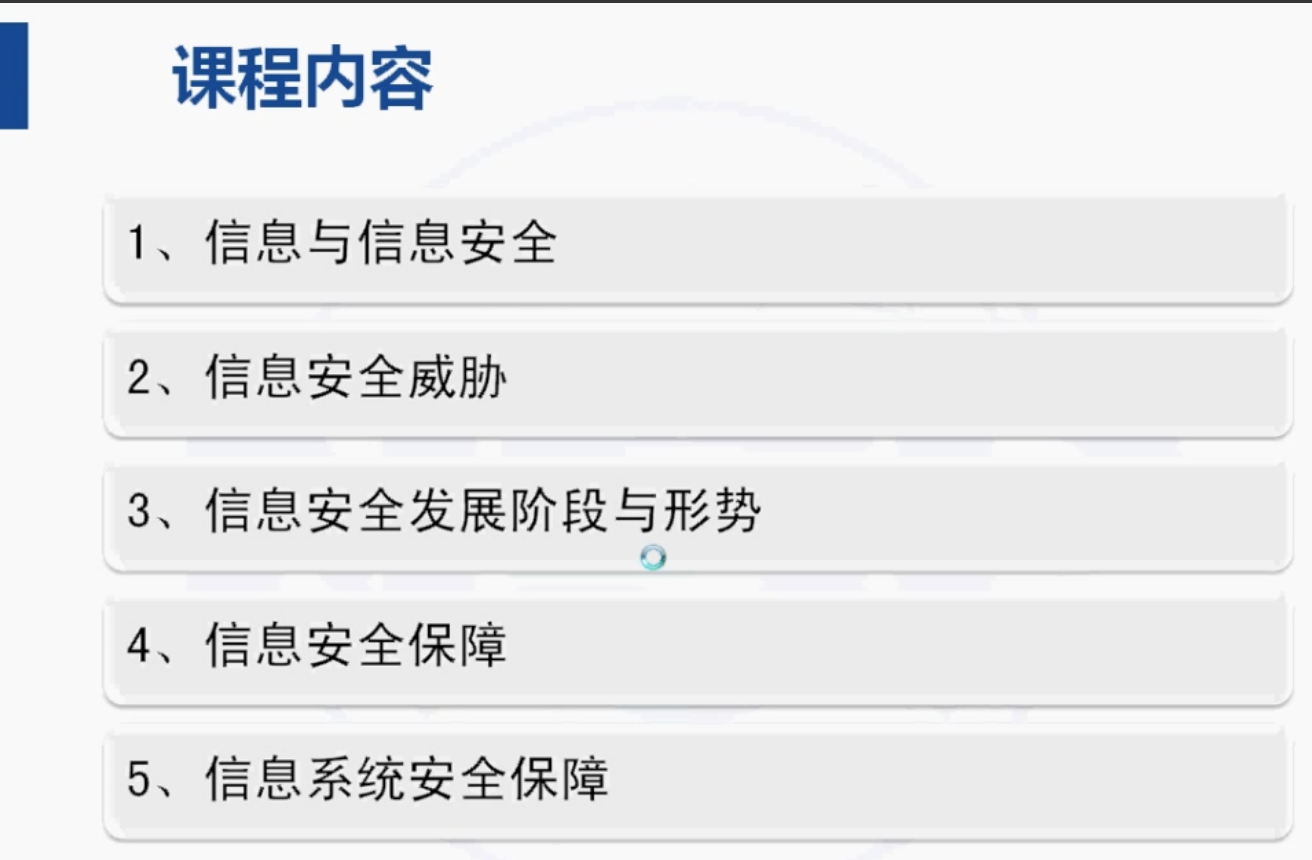 课程内容
1、信息与信息安全
2、信息安全威胁
3、信息安全发展阶段与形势
4、信息安全保障
5、信息系统安全保障